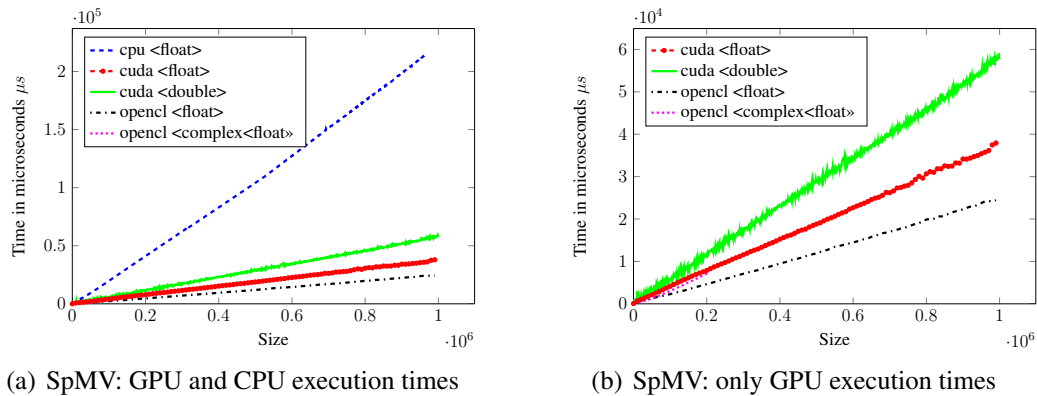 ·10^5
Time in microseconds μs
2
1.5
1
0.5
0
cpu <float>
cuda <float>
cuda <double>
opencl <float>
opencl <complex<float»
0 0.2 0.4 0.6 0.8 1
Size
·10^6
(a) SpMV: GPU and CPU execution times
·10^4
Time in microseconds μs
6
5
4
3
2
1
0
cuda <float>
cuda <double>
opencl <float>
opencl <complex<float»
0 0.2 0.4 0.6 0.8 1
Size
·10^6
(b) SpMV: only GPU execution times